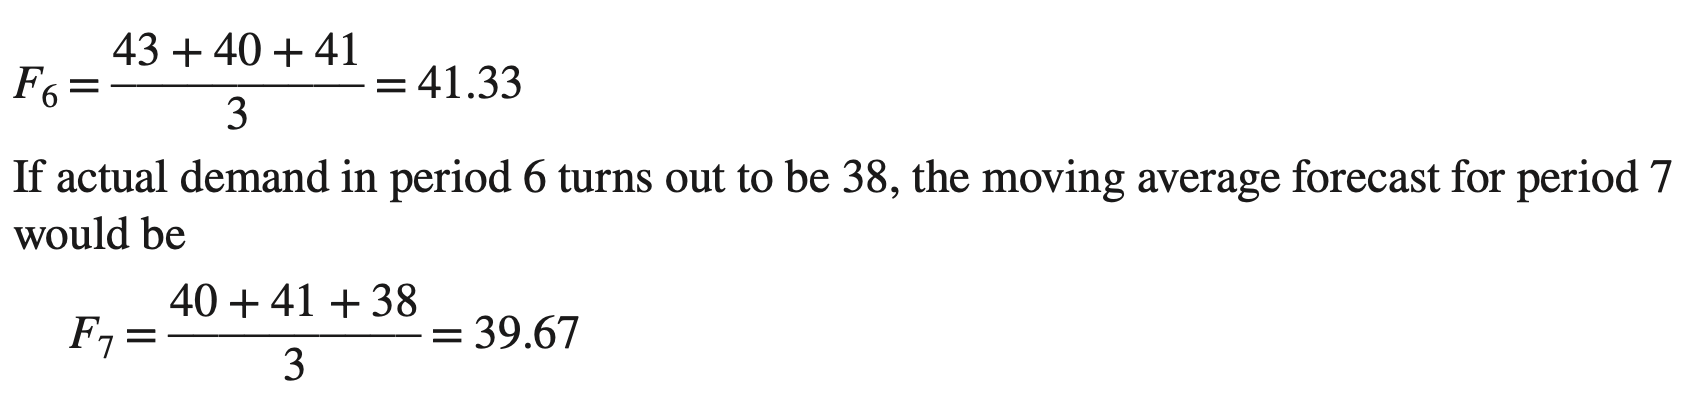 F₆ = (43 + 40 + 41) / 3 = 41.33
If actual demand in period 6 turns out to be 38, the moving average forecast for period 7
would be
F₇ = (40 + 41 + 38) / 3 = 39.67